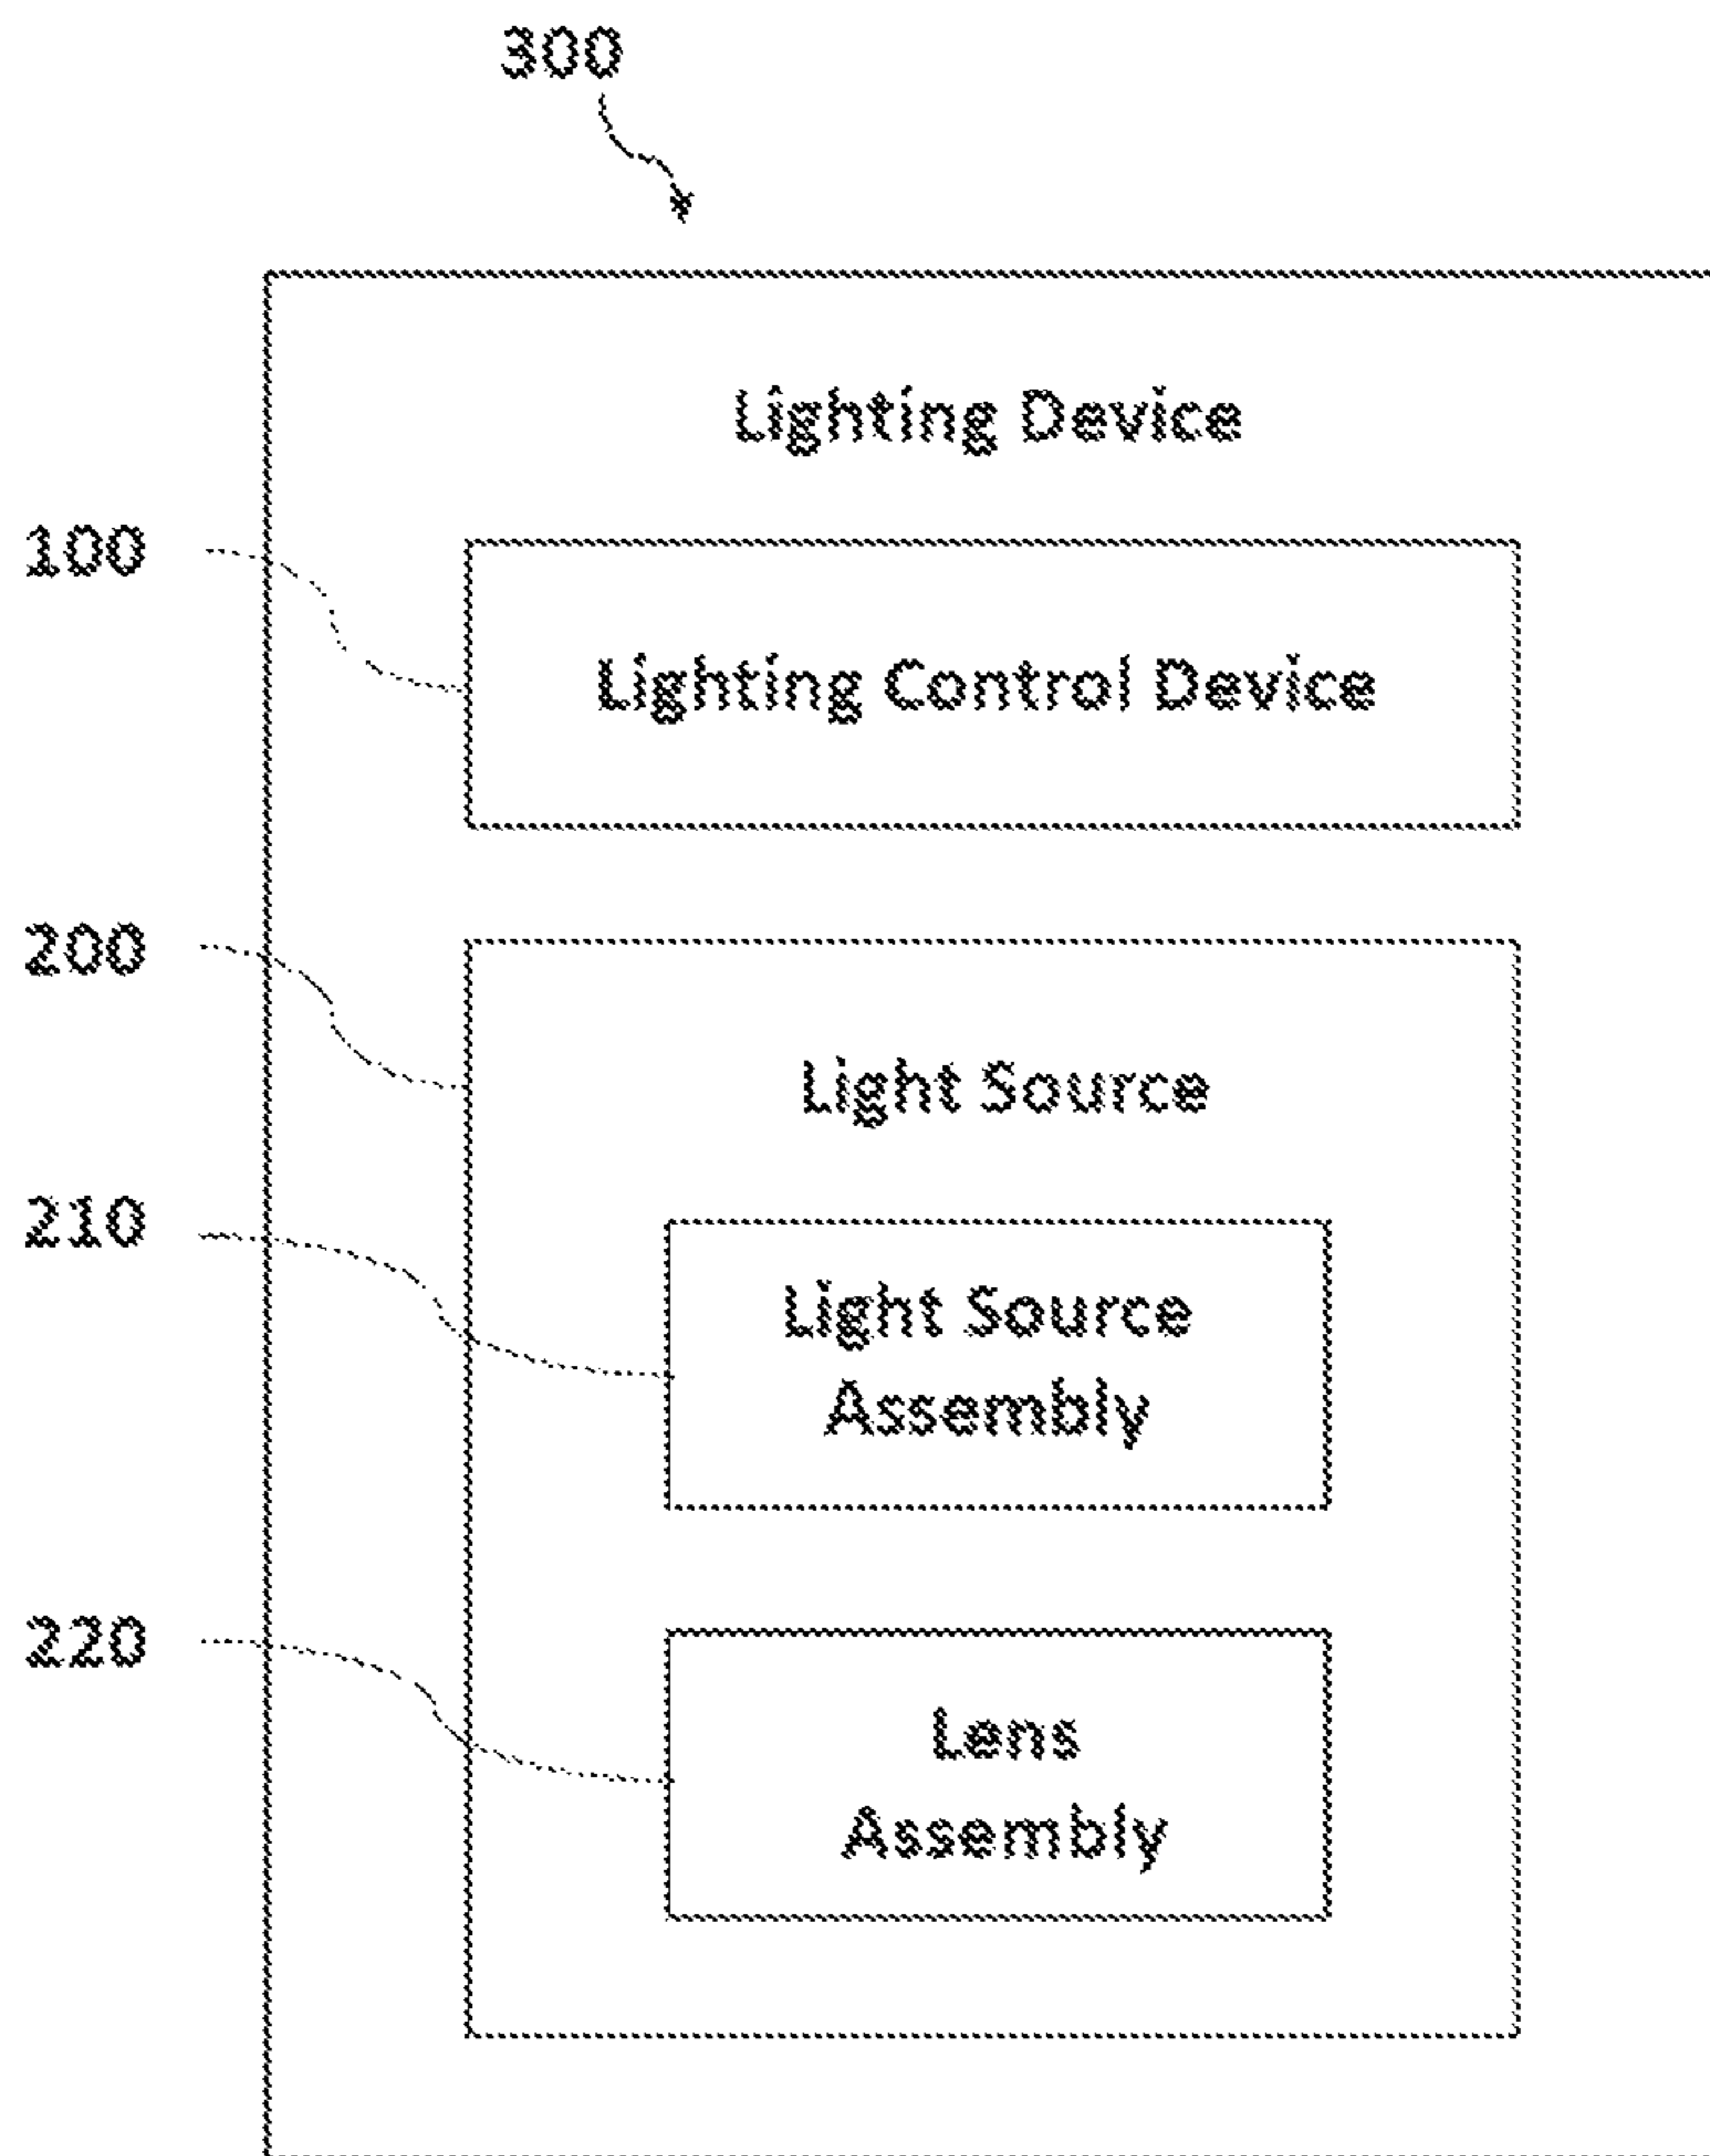 300
Lighting Device
100
Lighting Control Device
200
Light Source
210
Light Source
Assembly
220
Lens
Assembly